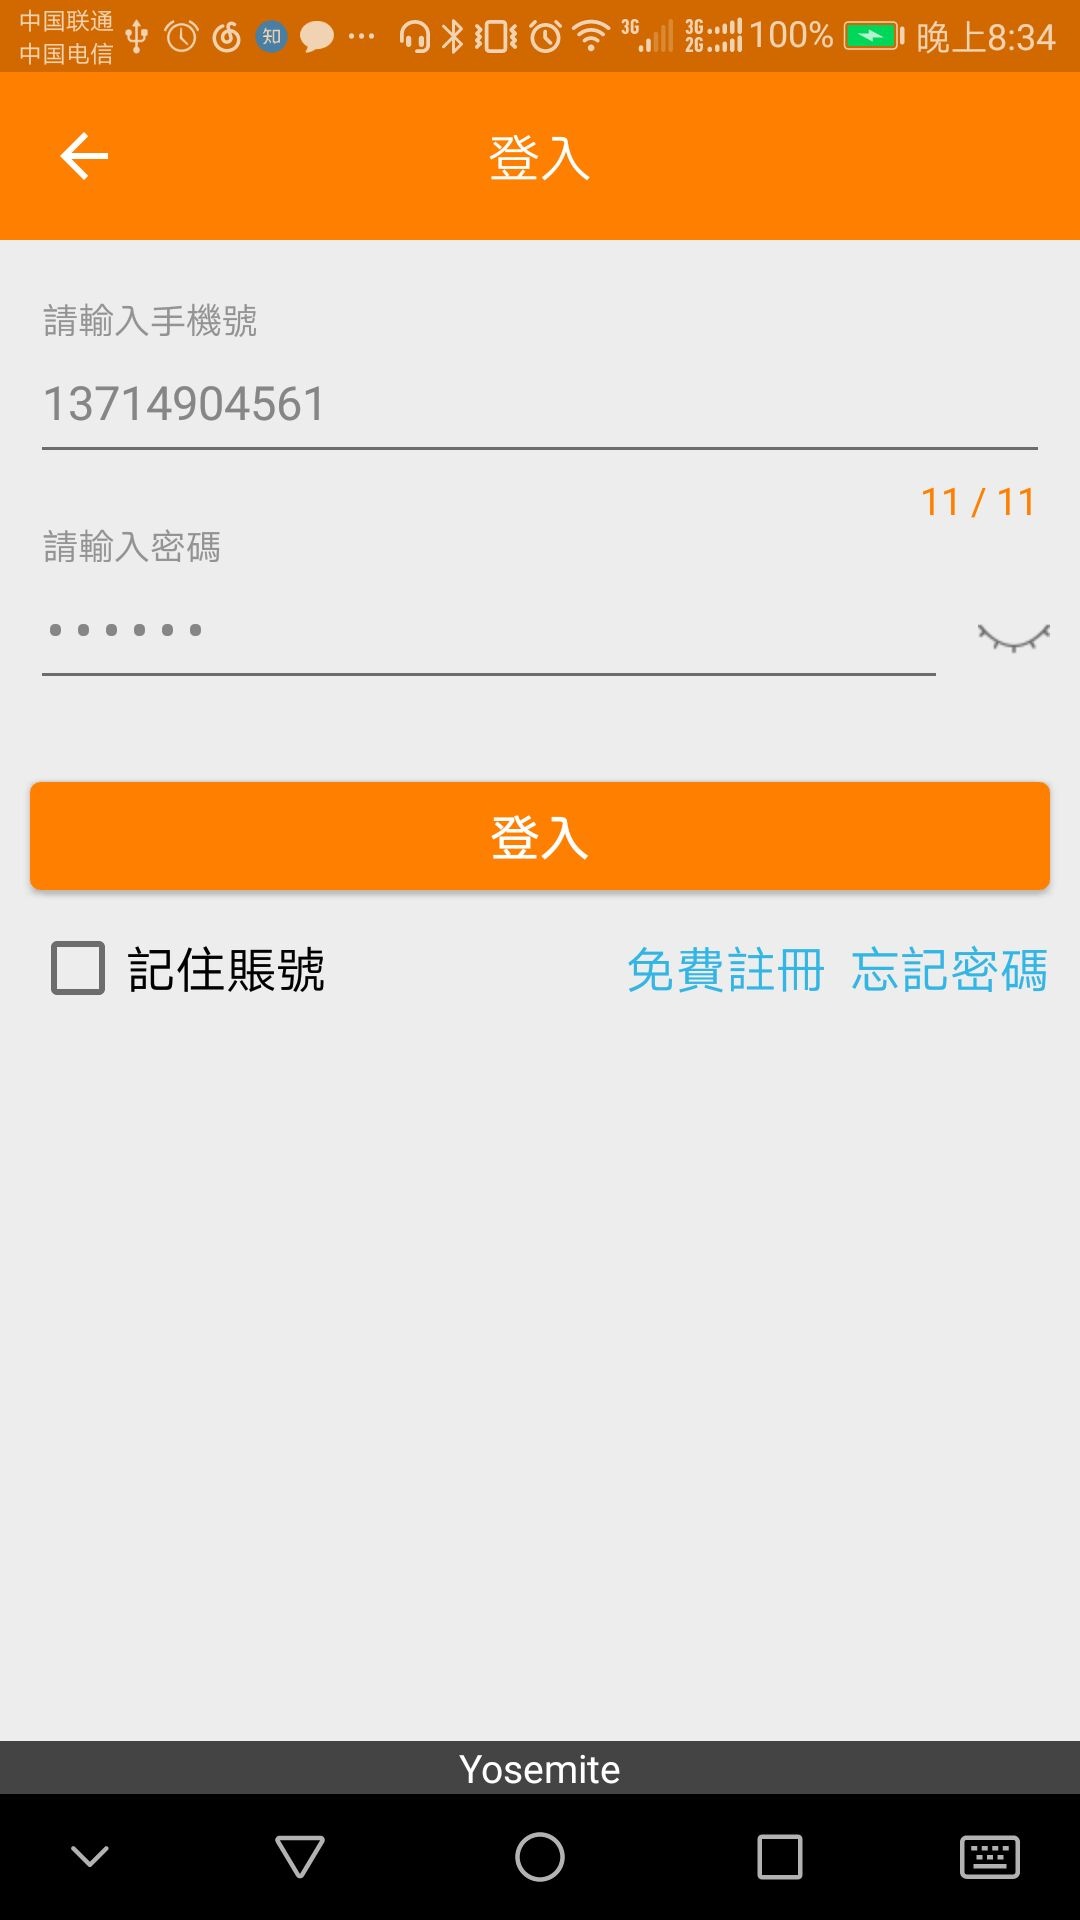 中国联通
中国电信
知
3G
3G
2G
100%
晚上8:34
登入
請輸入手機號
13714904561
11 / 11
請輸入密碼
••••••
登入
記住賬號
免費註冊 忘記密碼
Yosemite